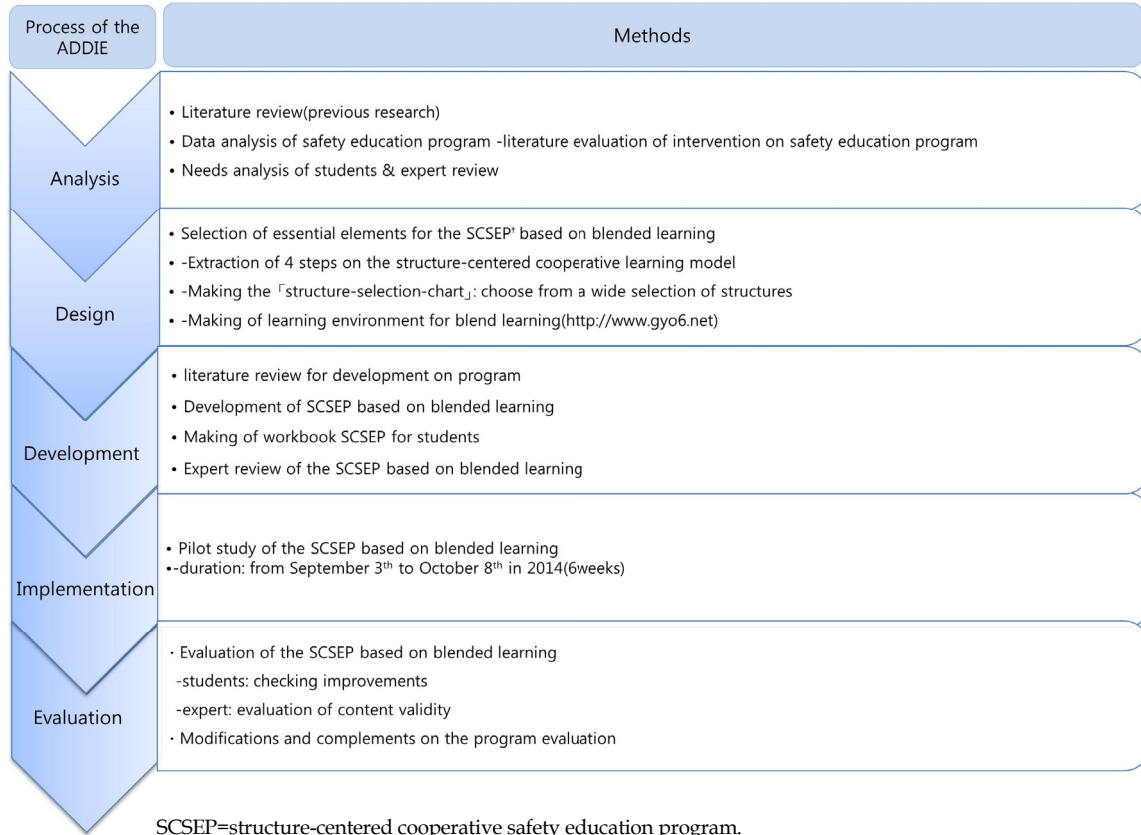 Process of the
ADDIE
Methods
Analysis
• Literature review(previous research)
• Data analysis of safety education program -literature evaluation of intervention on safety education program
• Needs analysis of students & expert review
Design
• Selection of essential elements for the SCSEP† based on blended learning
• -Extraction of 4 steps on the structure-centered cooperative learning model
• -Making the「structure-selection-chart」: choose from a wide selection of structures
• -Making of learning environment for blend learning(http://www.gyo6.net)
Development
• literature review for development on program
• Development of SCSEP based on blended learning
• Making of workbook SCSEP for students
• Expert review of the SCSEP based on blended learning
Implementation
• Pilot study of the SCSEP based on blended learning
•-duration: from September 3th to October 8th in 2014(6weeks)
Evaluation
· Evaluation of the SCSEP based on blended learning
-students: checking improvements
-expert: evaluation of content validity
· Modifications and complements on the program evaluation
SCSEP=structure-centered cooperative safety education program.